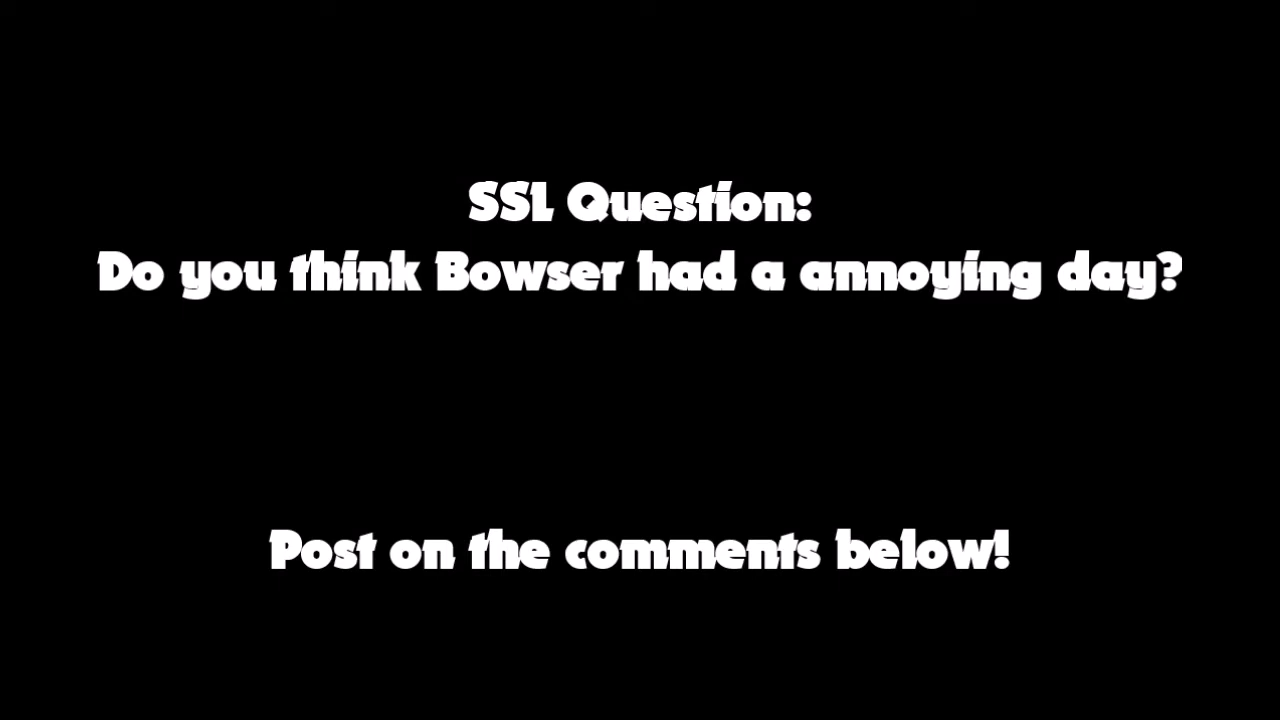 SSL Question:
Do you think Bowser had a annoying day?
Post on the comments below!